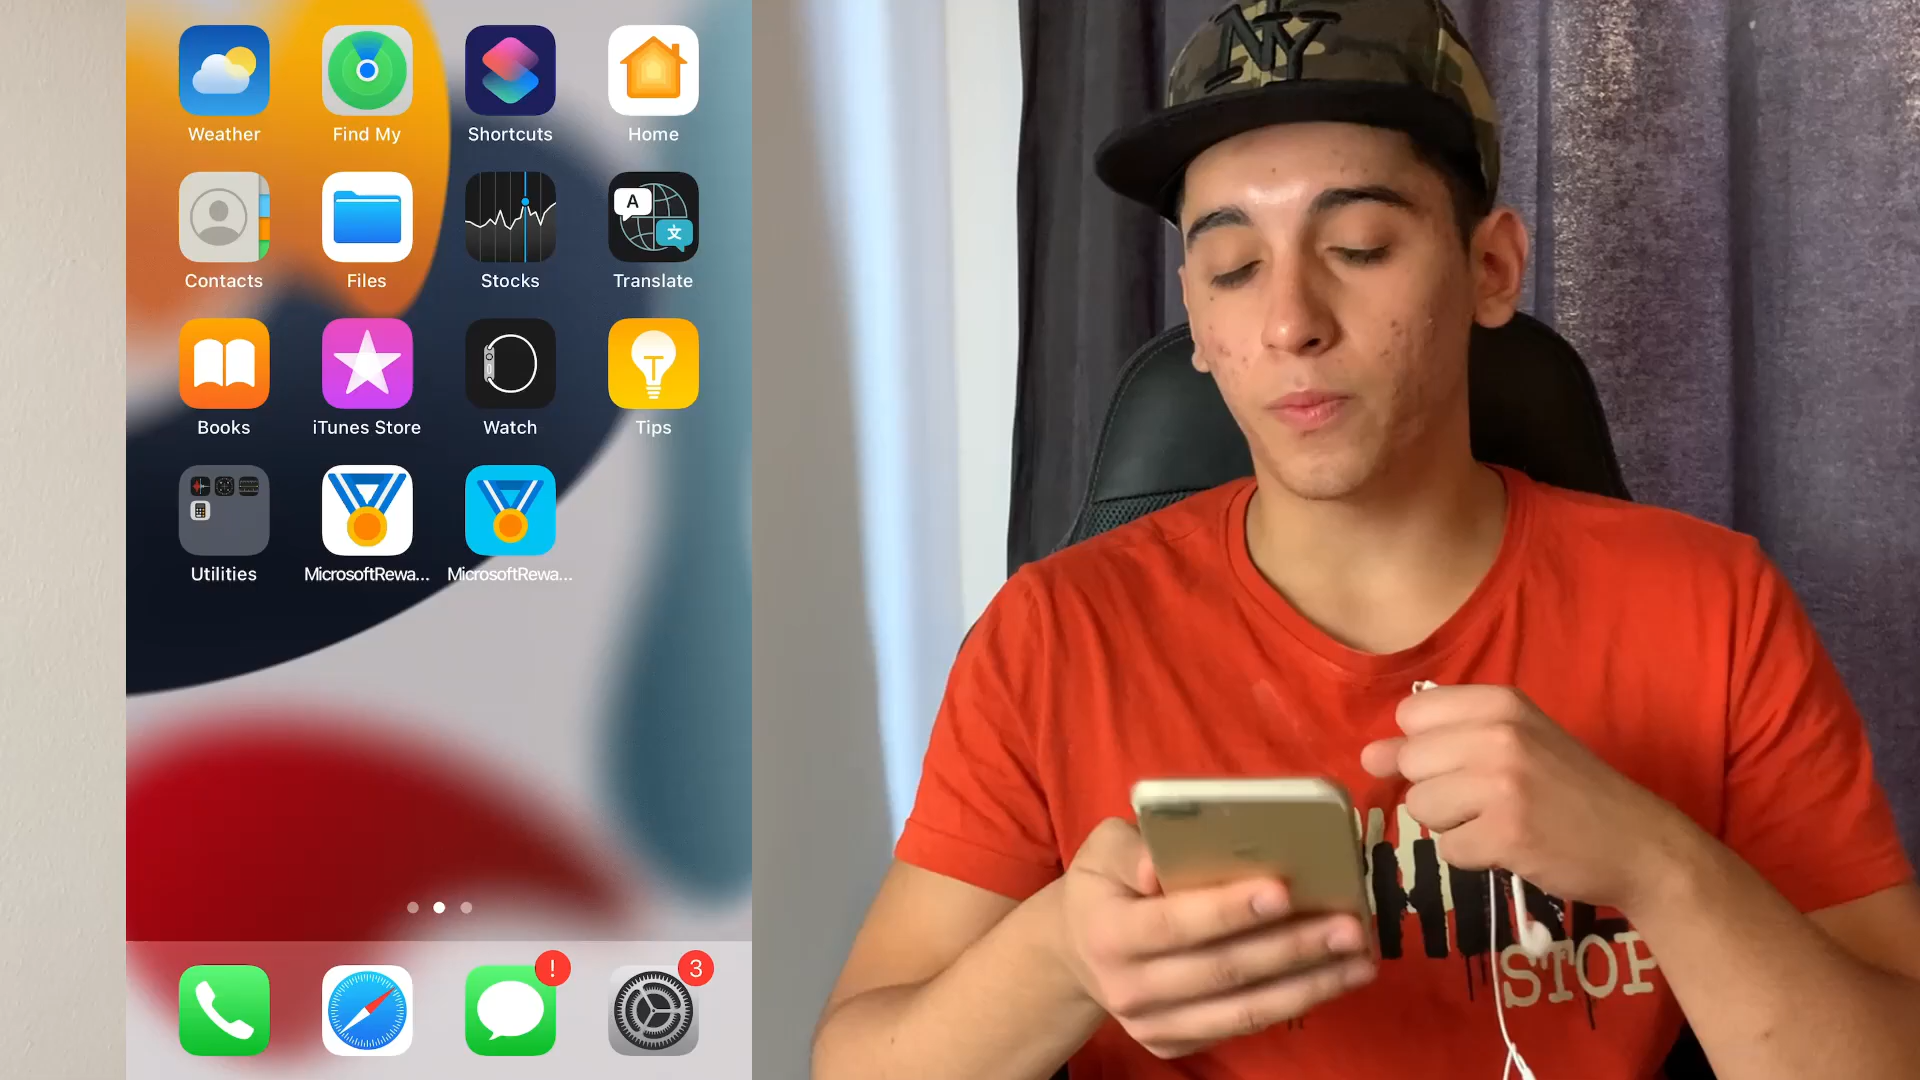 Weather Find My Shortcuts Home
A 文
Contacts Files Stocks Translate
Books iTunes Store Watch Tips
Utilities MicrosoftRewa... MicrosoftRewa...
! 3
NY
STOP